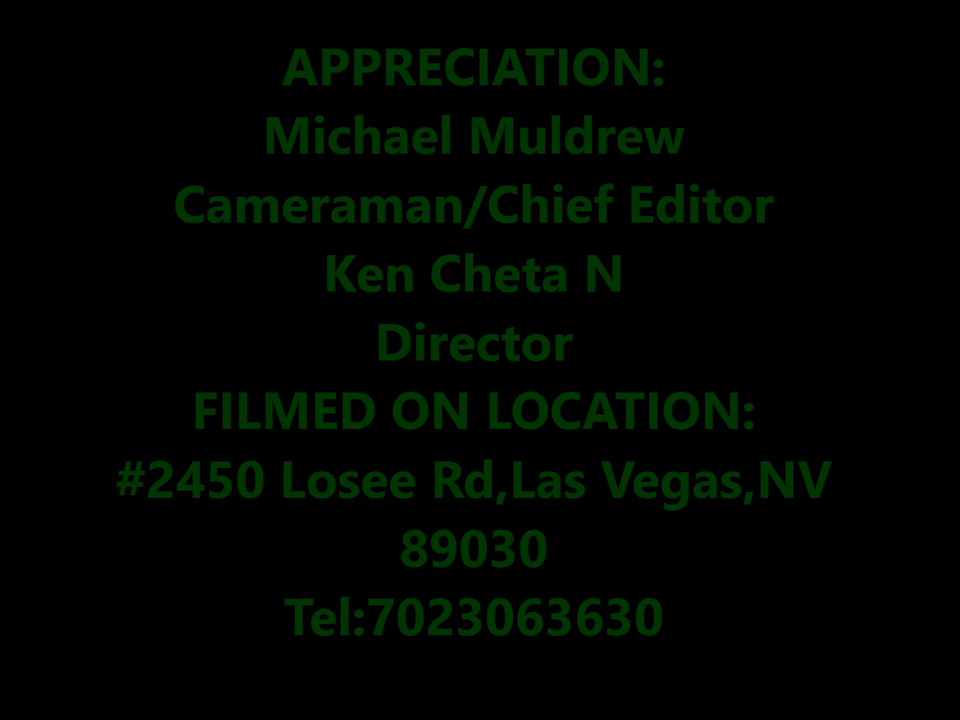 APPRECIATION:
Michael Muldrew
Cameraman/Chief Editor
Ken Cheta N
Director
FILMED ON LOCATION:
#2450 Losee Rd,Las Vegas,NV
89030
Tel:7023063630